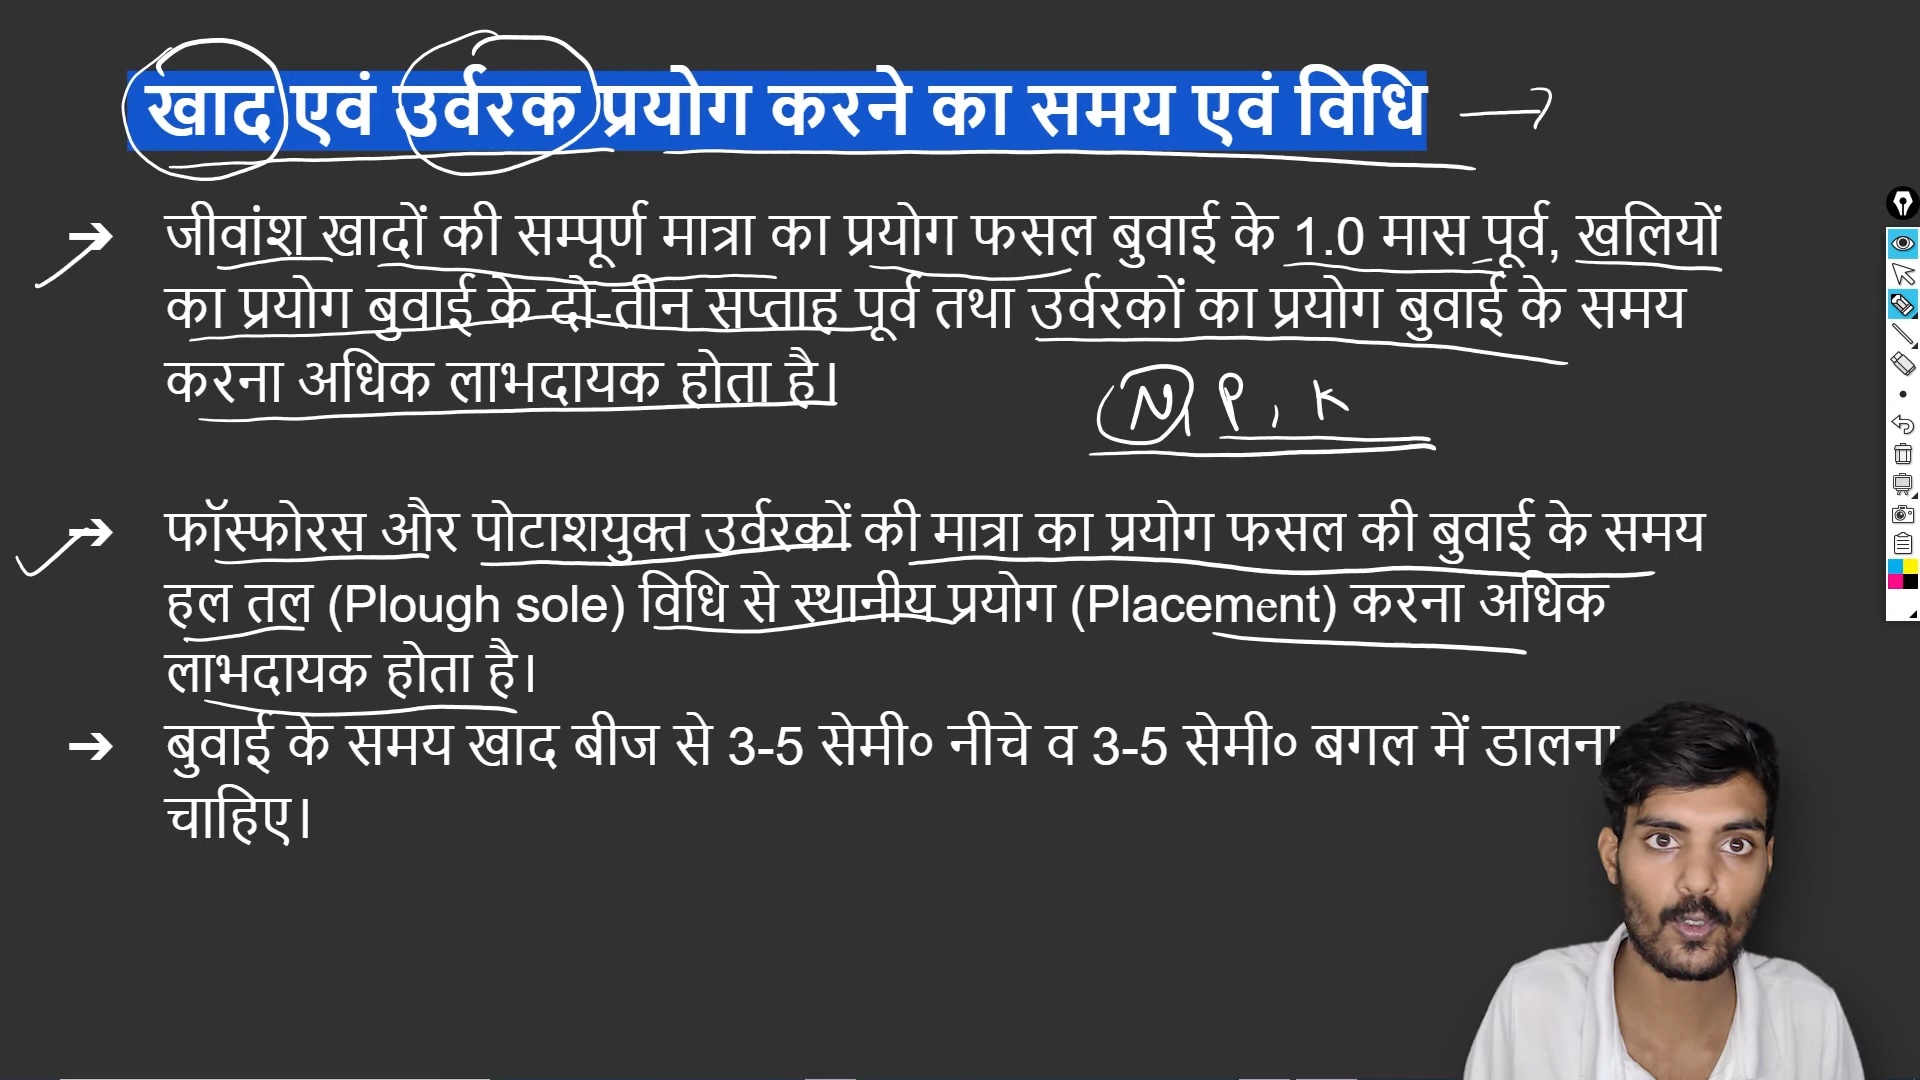 खाद एवं उर्वरक प्रयोग करने का समय एवं विधि
➔ जीवांश खादों की सम्पूर्ण मात्रा का प्रयोग फसल बुवाई के 1.0 मास पूर्व, खलियों
का प्रयोग बुवाई के दो-तीन सप्ताह पूर्व तथा उर्वरकों का प्रयोग बुवाई के समय
करना अधिक लाभदायक होता है।
N, P, K
➔ फॉस्फोरस और पोटाशयुक्त उर्वरकों की मात्रा का प्रयोग फसल की बुवाई के समय
हल तल (Plough sole) विधि से स्थानीय प्रयोग (Placement) करना अधिक
लाभदायक होता है।
➔ बुवाई के समय खाद बीज से 3-5 सेमी० नीचे व 3-5 सेमी० बगल में डालना
चाहिए।